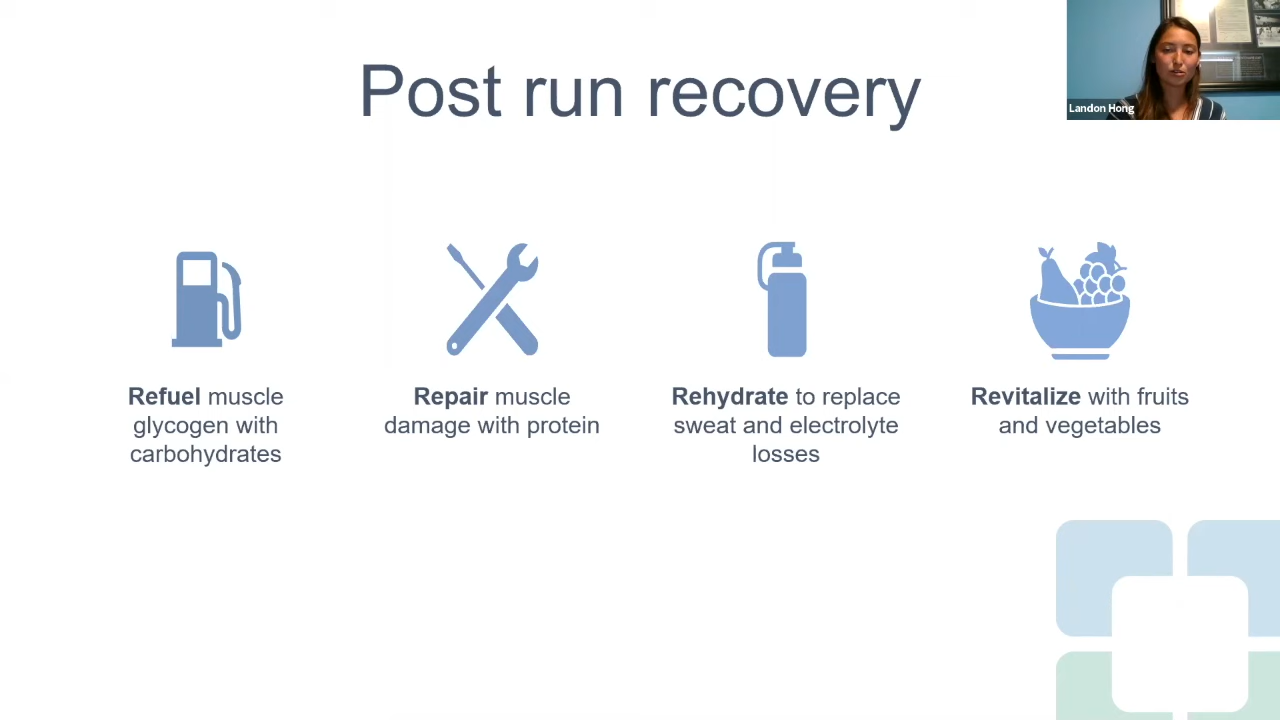 Post run recovery
Landon Hong
Refuel muscle
glycogen with
carbohydrates
Repair muscle
damage with protein
Rehydrate to replace
sweat and electrolyte
losses
Revitalize with fruits
and vegetables